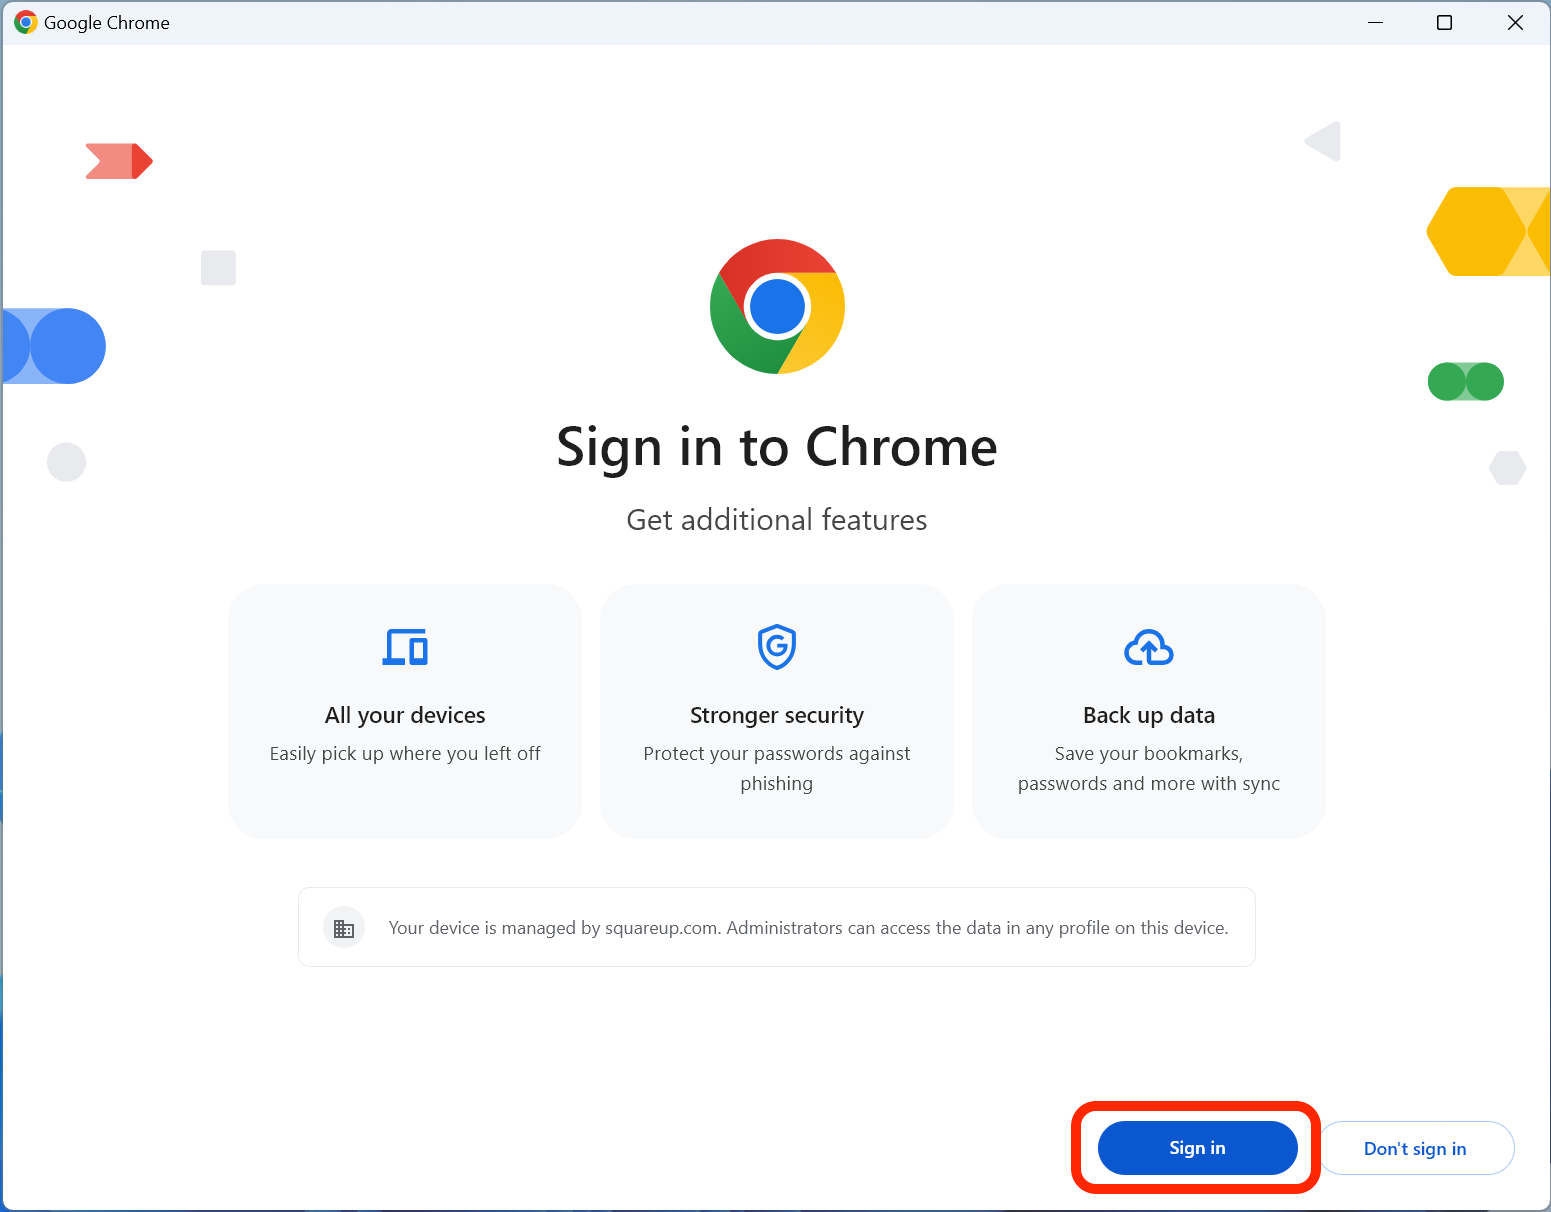 Google Chrome
Sign in to Chrome
Get additional features
All your devices
Easily pick up where you left off
Stronger security
Protect your passwords against
phishing
Back up data
Save your bookmarks,
passwords and more with sync
Your device is managed by squareup.com. Administrators can access the data in any profile on this device.
Sign in
Don't sign in